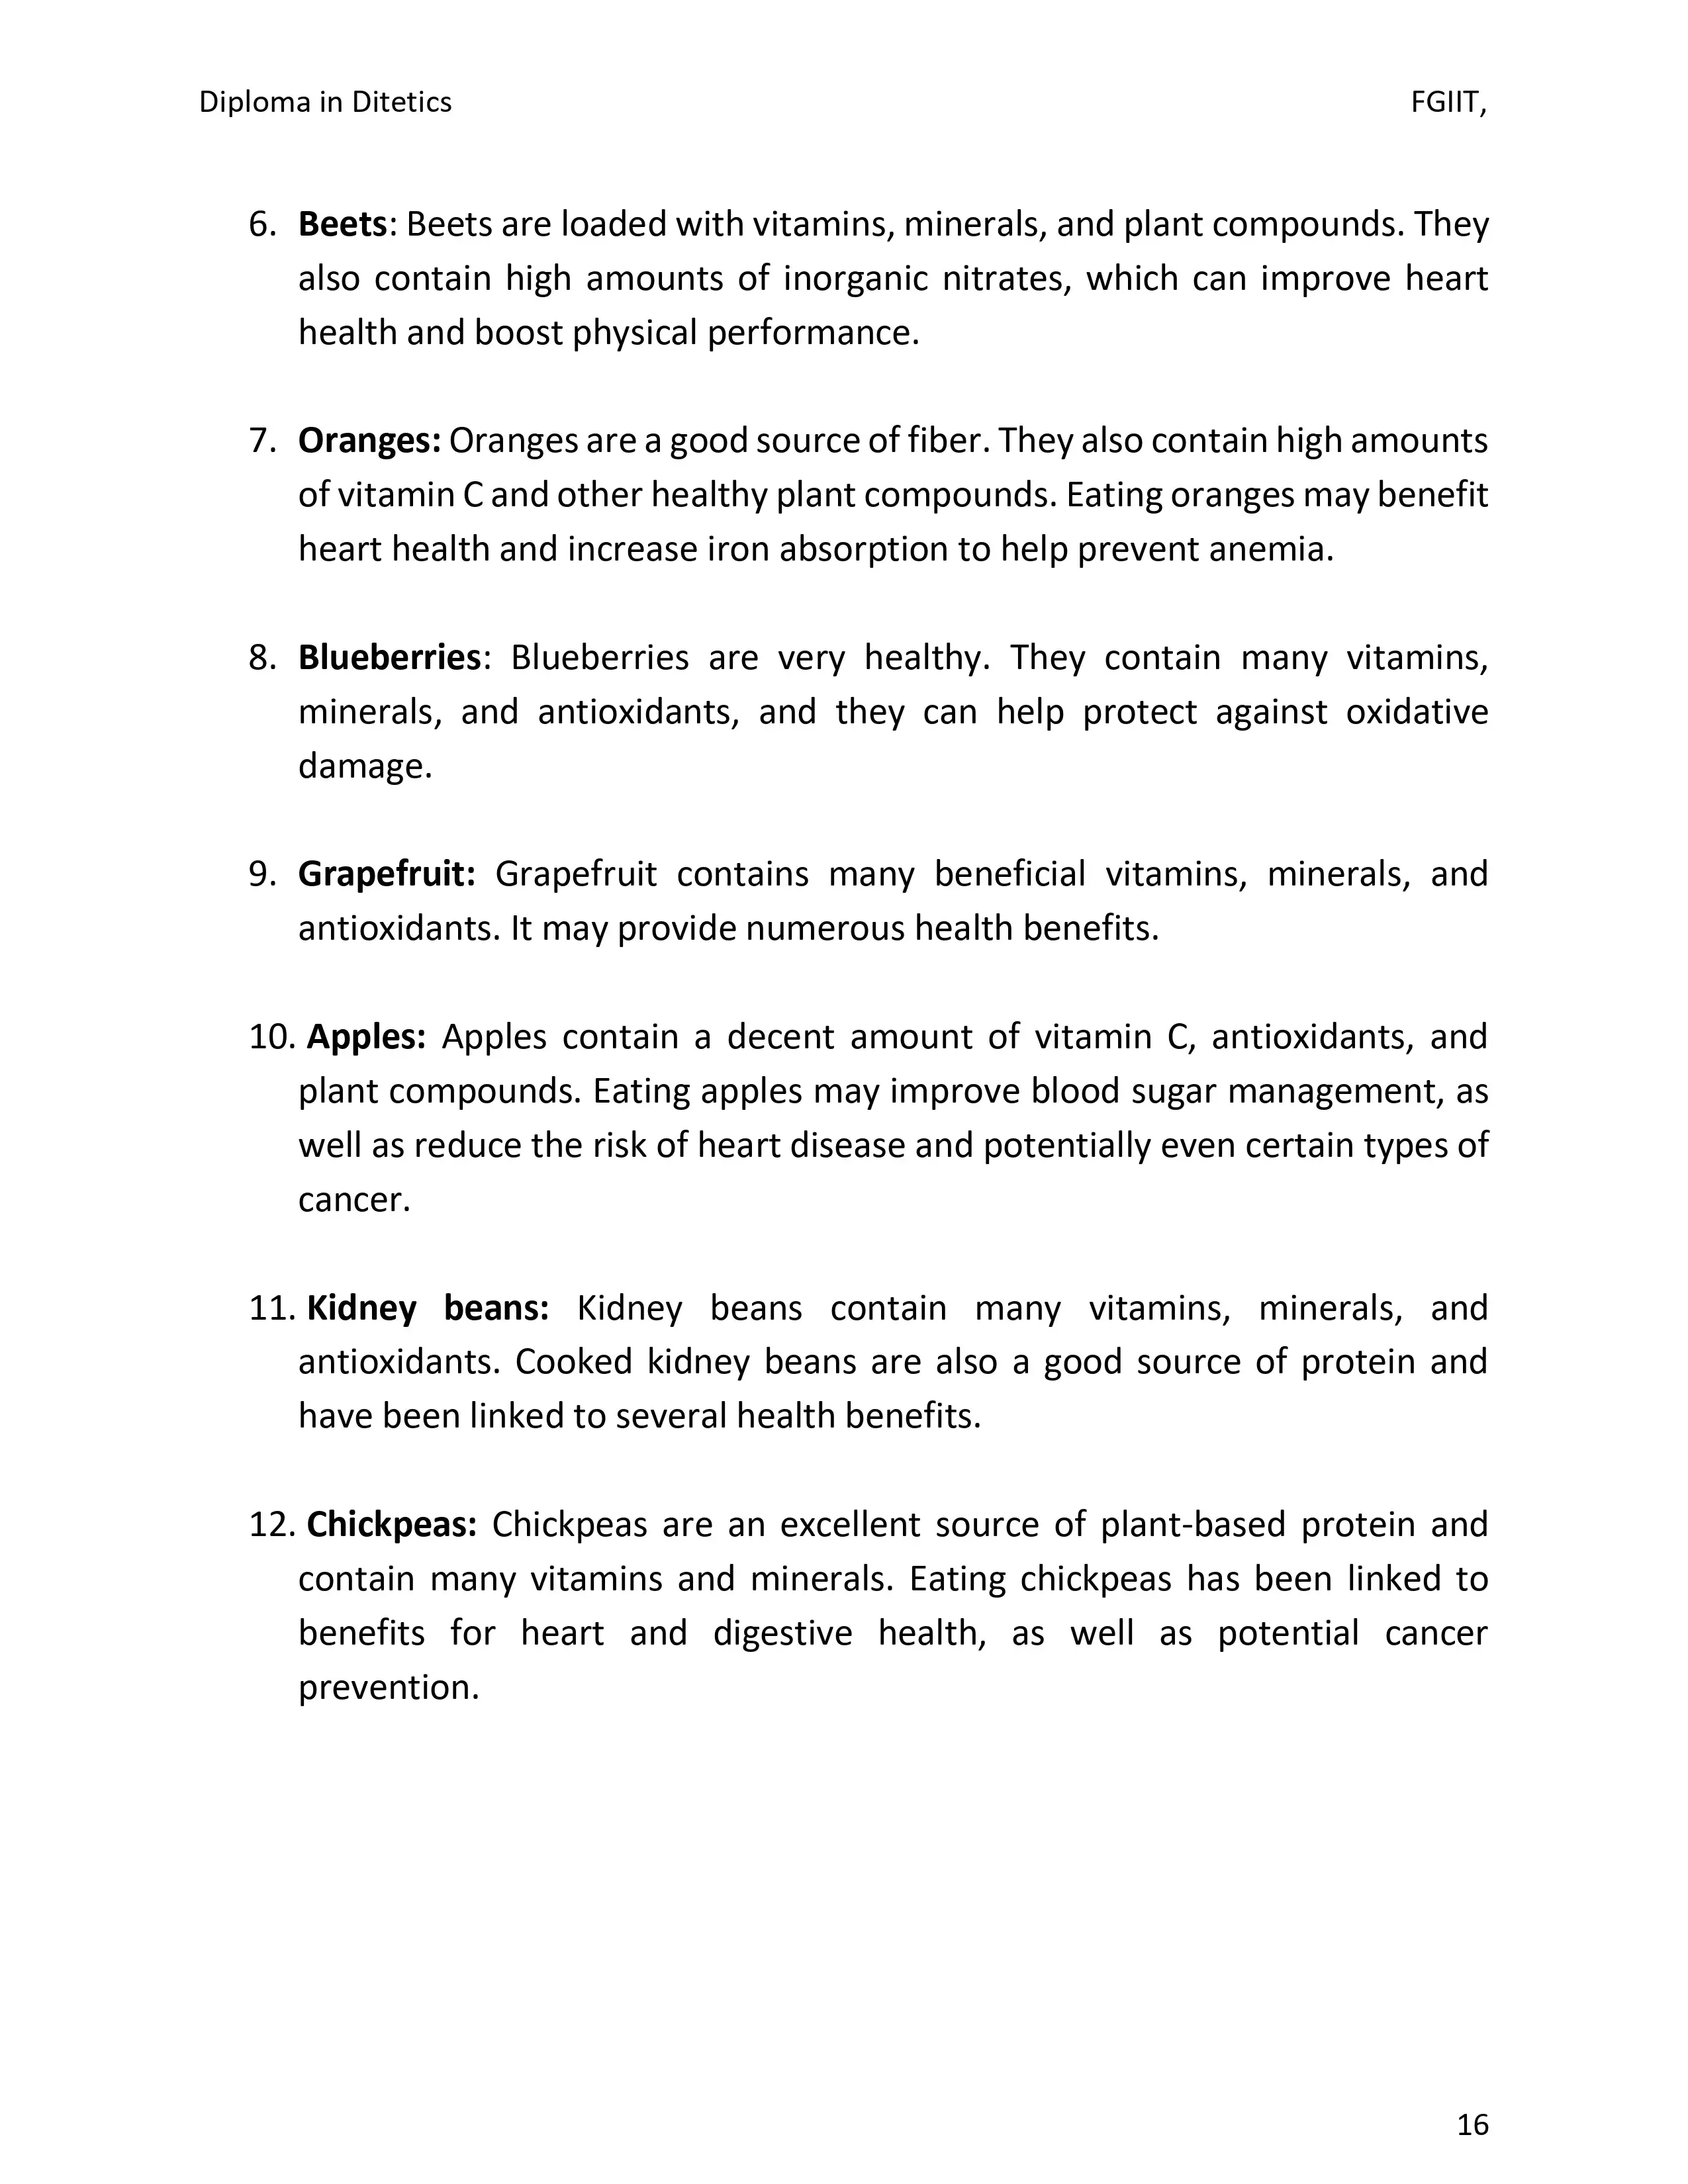 Diploma in Ditetics FGIIT,
6. Beets: Beets are loaded with vitamins, minerals, and plant compounds. They
also contain high amounts of inorganic nitrates, which can improve heart
health and boost physical performance.
7. Oranges: Oranges are a good source of fiber. They also contain high amounts
of vitamin C and other healthy plant compounds. Eating oranges may benefit
heart health and increase iron absorption to help prevent anemia.
8. Blueberries: Blueberries are very healthy. They contain many vitamins,
minerals, and antioxidants, and they can help protect against oxidative
damage.
9. Grapefruit: Grapefruit contains many beneficial vitamins, minerals, and
antioxidants. It may provide numerous health benefits.
10. Apples: Apples contain a decent amount of vitamin C, antioxidants, and
plant compounds. Eating apples may improve blood sugar management, as
well as reduce the risk of heart disease and potentially even certain types of
cancer.
11. Kidney beans: Kidney beans contain many vitamins, minerals, and
antioxidants. Cooked kidney beans are also a good source of protein and
have been linked to several health benefits.
12. Chickpeas: Chickpeas are an excellent source of plant-based protein and
contain many vitamins and minerals. Eating chickpeas has been linked to
benefits for heart and digestive health, as well as potential cancer
prevention.
16